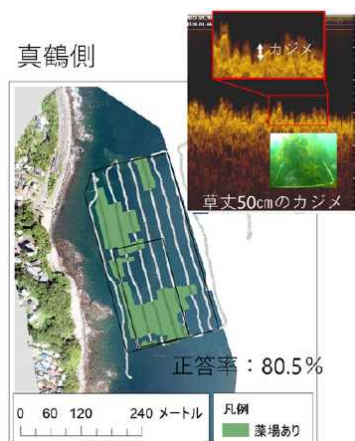 真鶴側
カジメ
草丈50cmのカジメ
正答率：80.5%
0 60 120 240 メートル
凡例
藻場あり